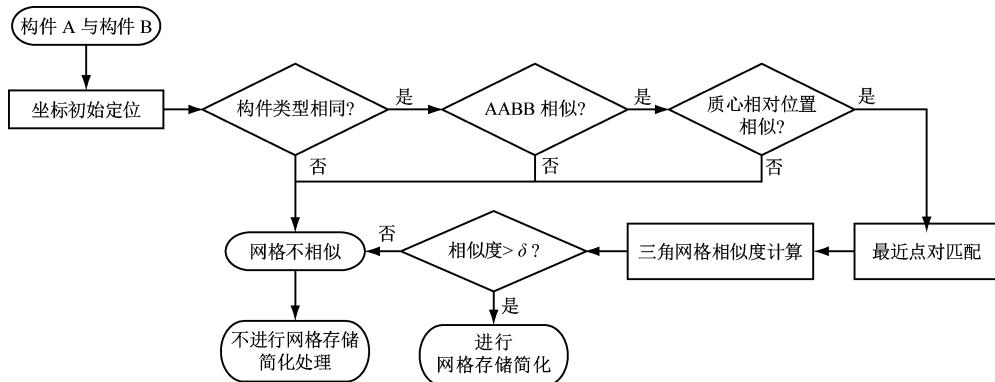 构件 A 与构件 B
坐标初始定位
构件类型相同?
是
AABB 相似?
是
质心相对位置
相似?
是
否
否
否
网格不相似
否
相似度> δ ?
三角网格相似度计算
最近点对匹配
是
不进行网格存储
简化处理
进行
网格存储简化